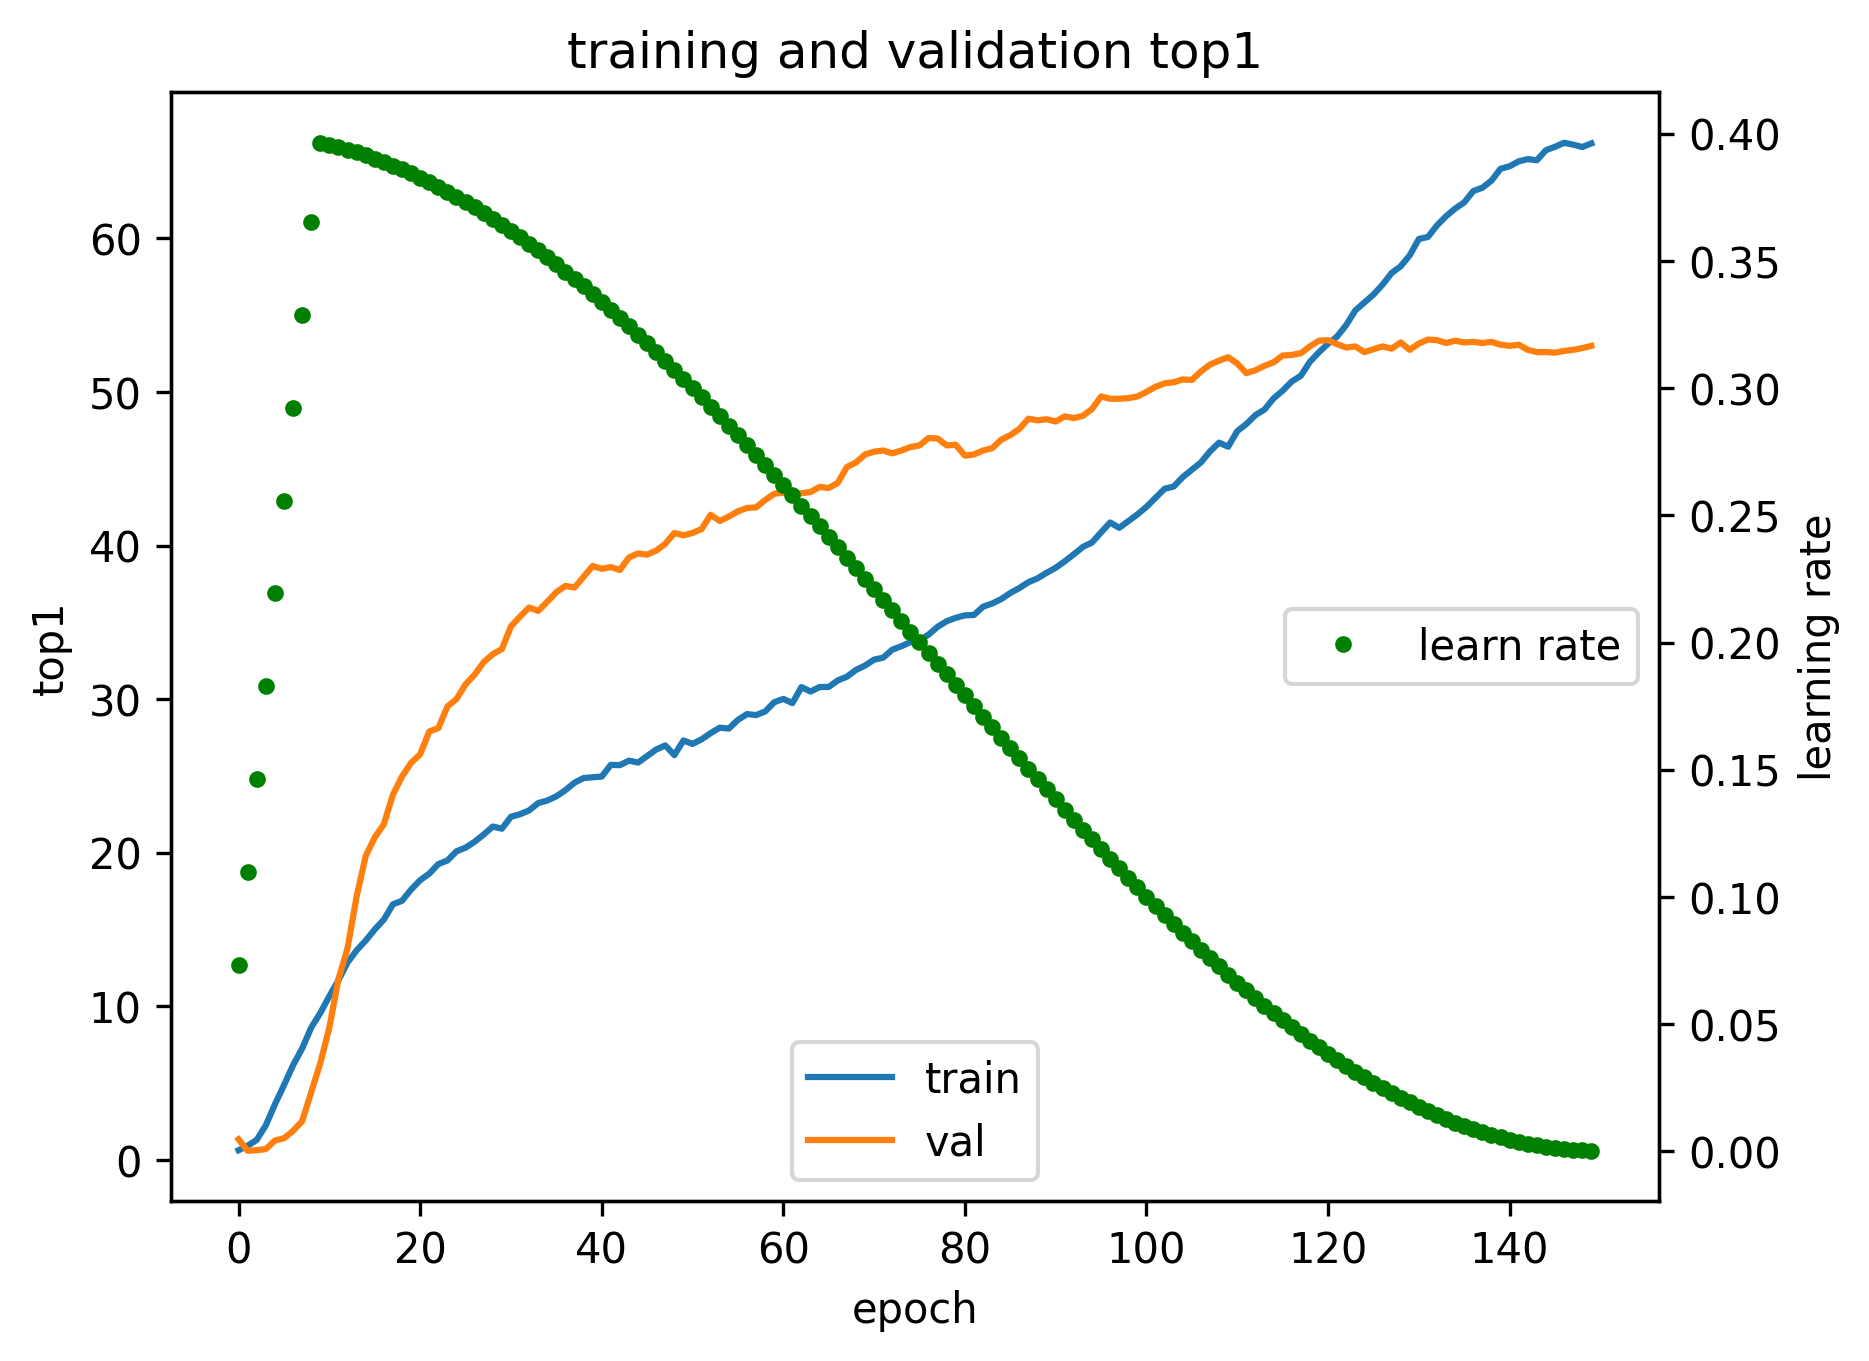 training and validation top1
top1
60
50
40
30
20
10
0
0.40
0.35
0.30
0.25
0.20
0.15
0.10
0.05
0.00
learning rate
learn rate
train
val
0 20 40 60 80 100 120 140
epoch